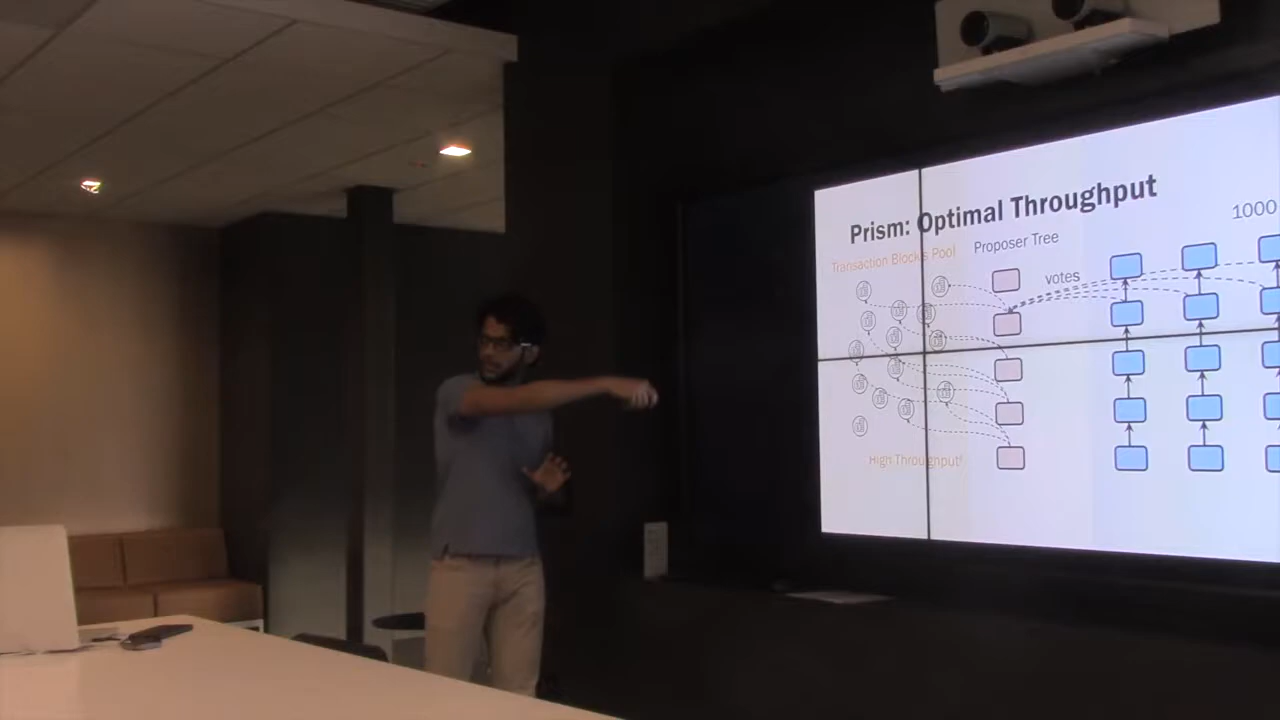 Prism: Optimal Throughput
1000
Transaction Blocks Pool
Proposer Tree
votes
High Throughput!